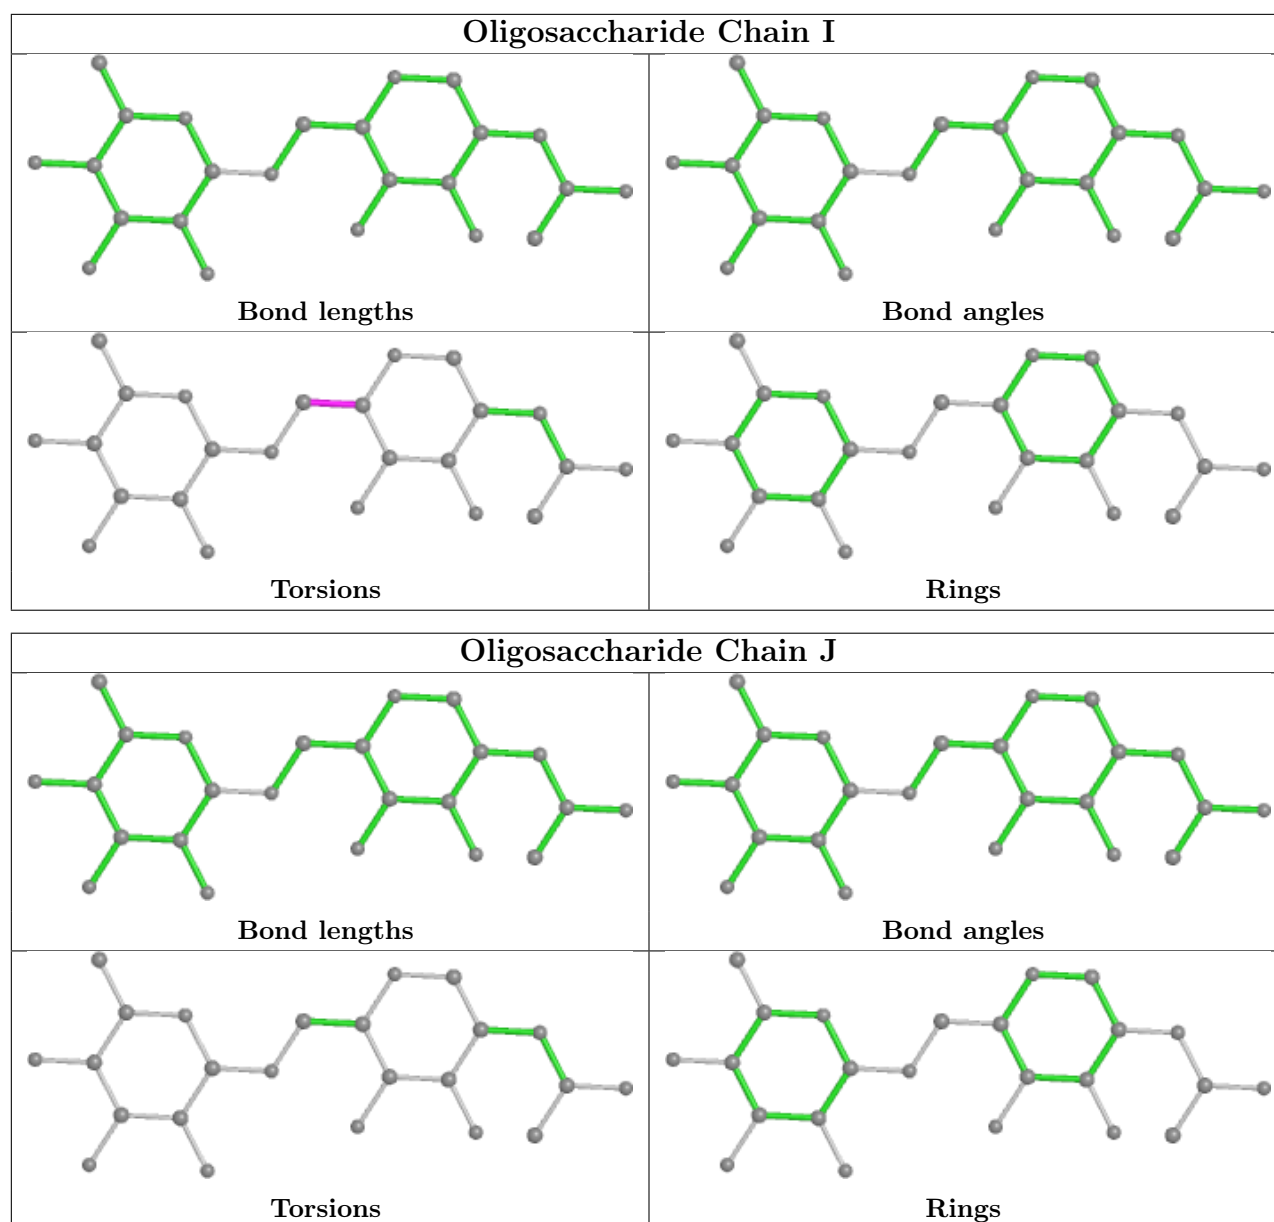 Oligosaccharide Chain I
Bond lengths
Bond angles
Torsions
Rings
Oligosaccharide Chain J
Bond lengths
Bond angles
Torsions
Rings